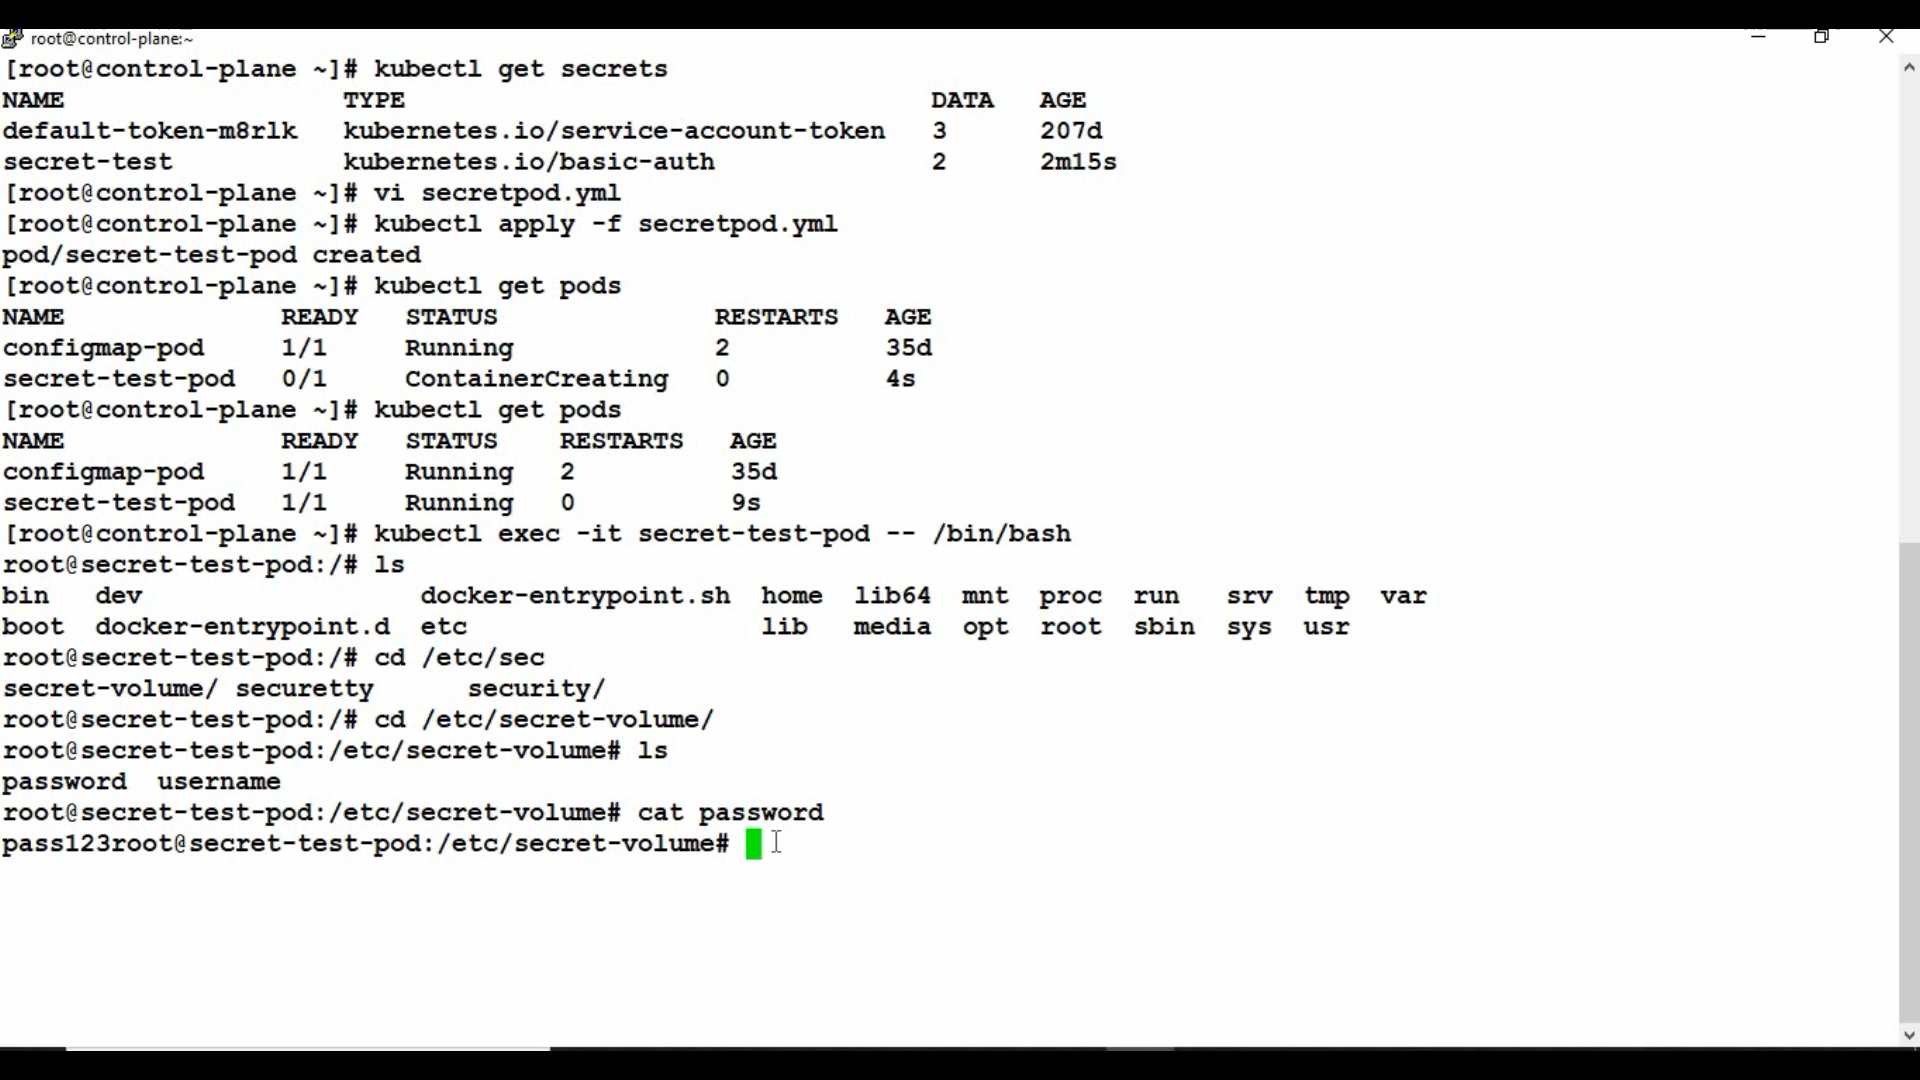 root@control-plane:~
[root@control-plane ~]# kubectl get secrets
NAME TYPE DATA AGE
default-token-m8rlk kubernetes.io/service-account-token 3 207d
secret-test kubernetes.io/basic-auth 2 2m15s
[root@control-plane ~]# vi secretpod.yml
[root@control-plane ~]# kubectl apply -f secretpod.yml
pod/secret-test-pod created
[root@control-plane ~]# kubectl get pods
NAME READY STATUS RESTARTS AGE
configmap-pod 1/1 Running 2 35d
secret-test-pod 0/1 ContainerCreating 0 4s
[root@control-plane ~]# kubectl get pods
NAME READY STATUS RESTARTS AGE
configmap-pod 1/1 Running 2 35d
secret-test-pod 1/1 Running 0 9s
[root@control-plane ~]# kubectl exec -it secret-test-pod -- /bin/bash
root@secret-test-pod:/# ls
bin dev docker-entrypoint.sh home lib64 mnt proc run srv tmp var
boot docker-entrypoint.d etc lib media opt root sbin sys usr
root@secret-test-pod:/# cd /etc/sec
secret-volume/ securetty security/
root@secret-test-pod:/# cd /etc/secret-volume/
root@secret-test-pod:/etc/secret-volume# ls
password username
root@secret-test-pod:/etc/secret-volume# cat password
pass123root@secret-test-pod:/etc/secret-volume#